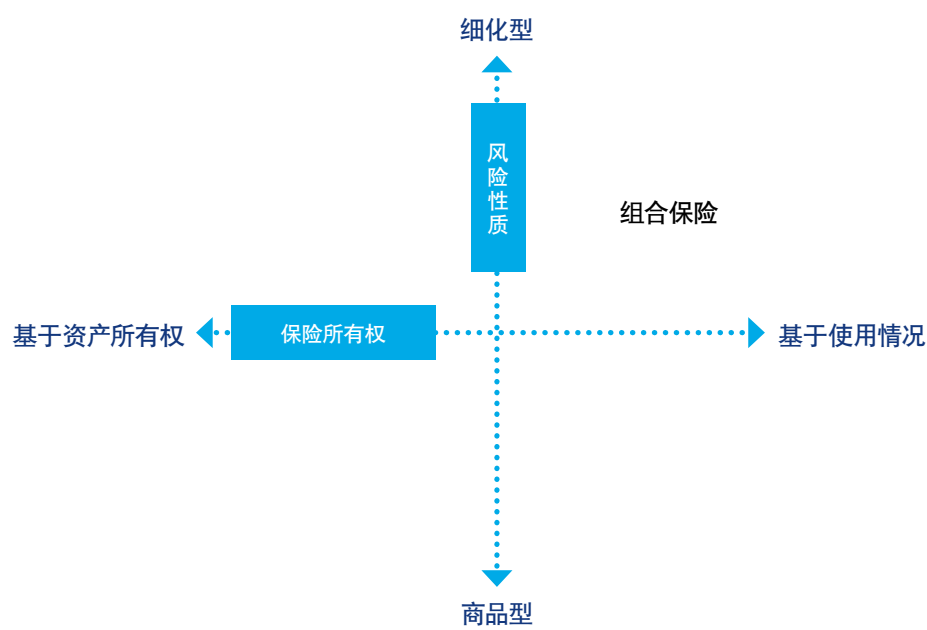 细化型
风险性质
组合保险
基于资产所有权
保险所有权
基于使用情况
商品型